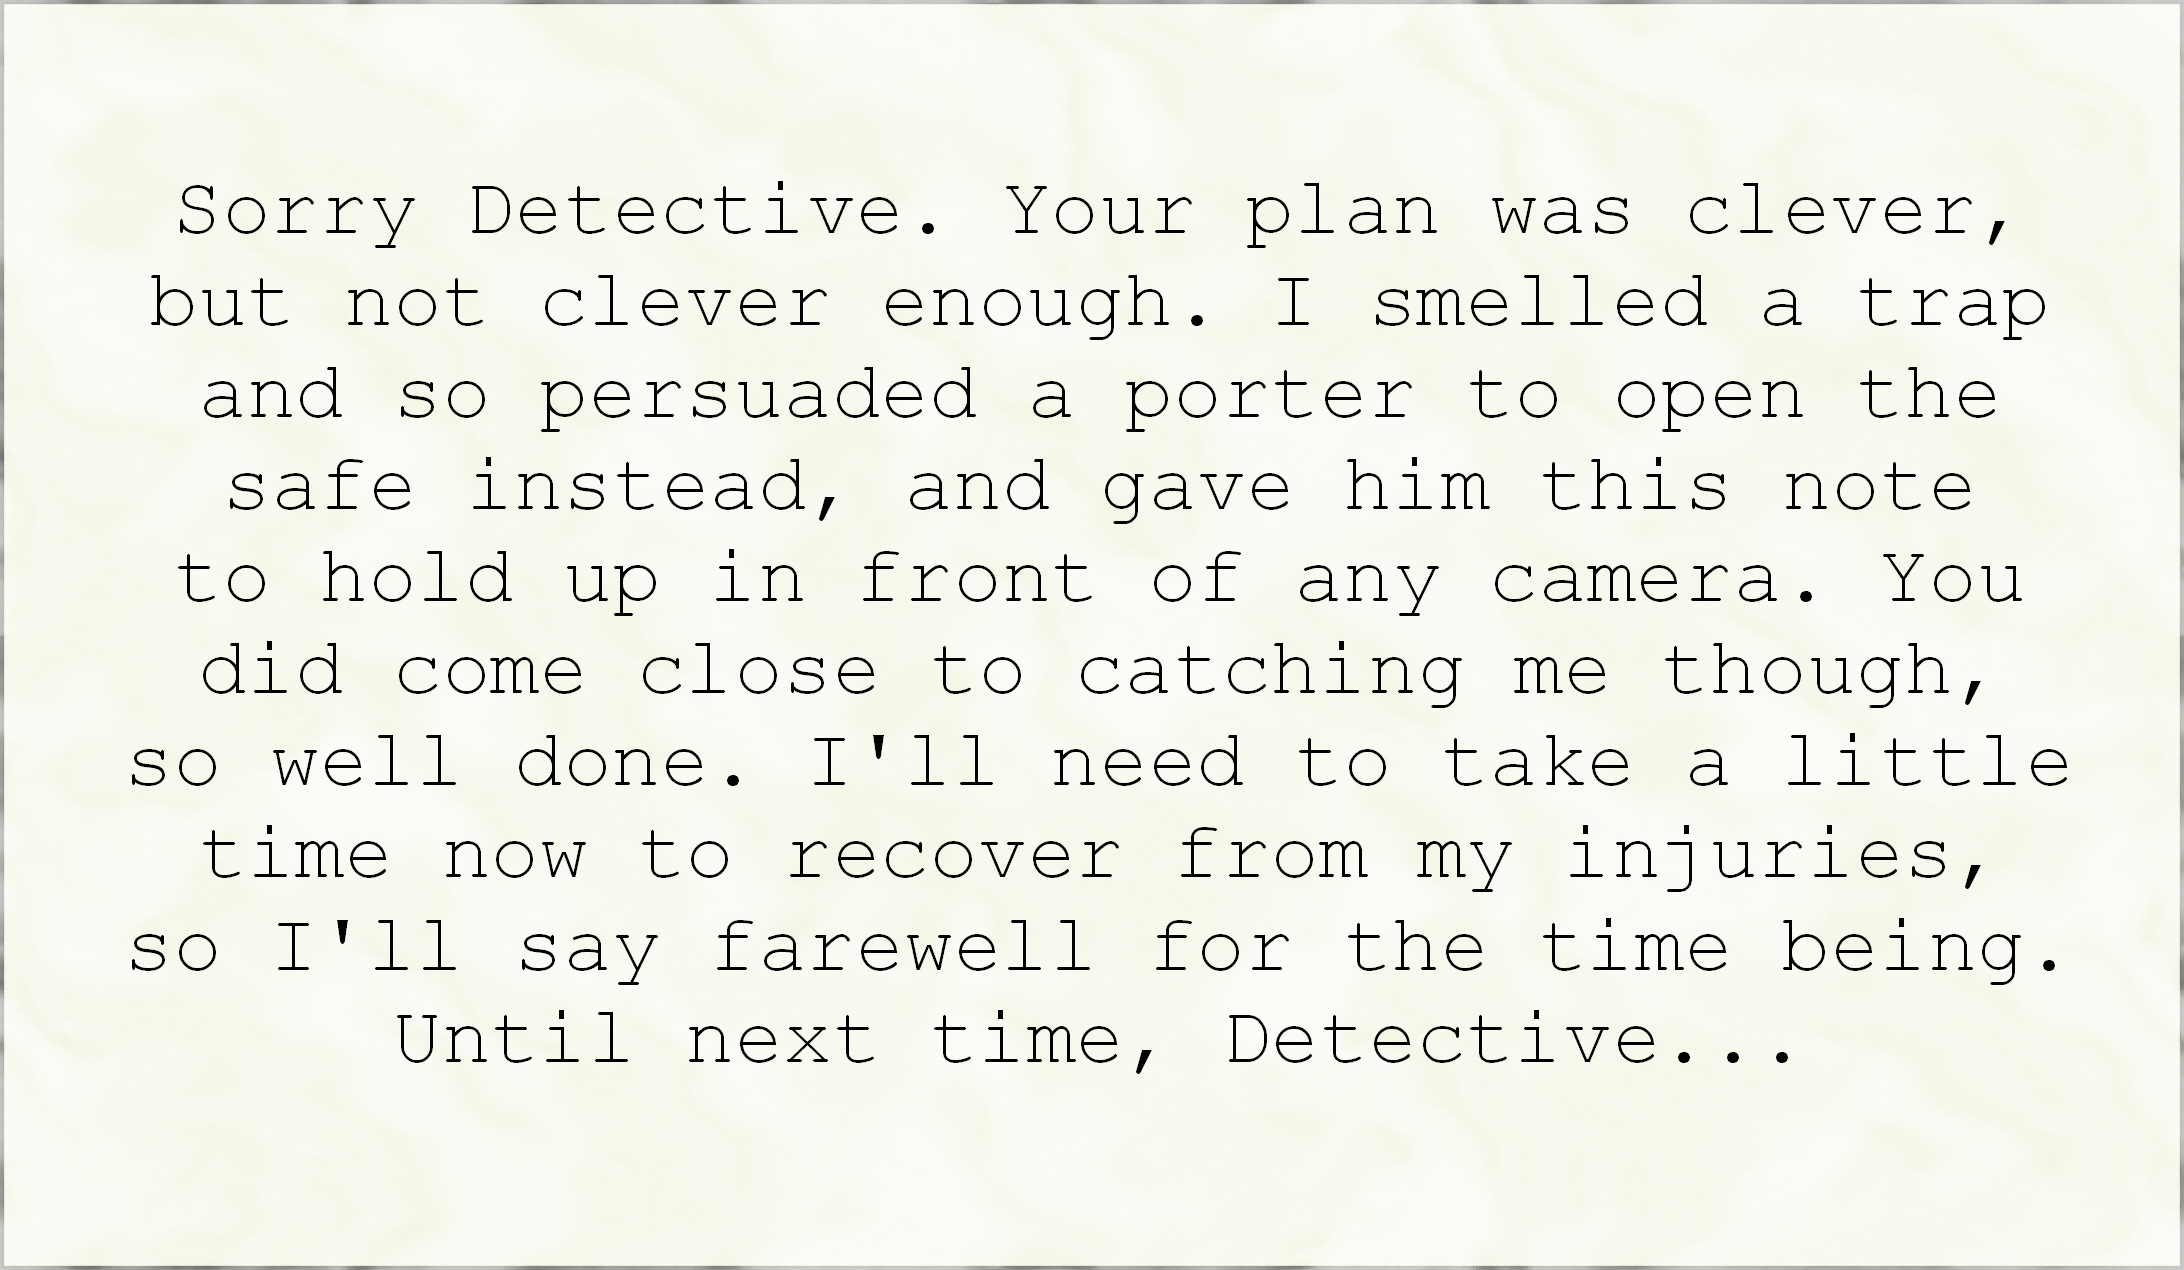 Sorry Detective. Your plan was clever,
but not clever enough. I smelled a trap
and so persuaded a porter to open the
safe instead, and gave him this note
to hold up in front of any camera. You
did come close to catching me though,
so well done. I'll need to take a little
time now to recover from my injuries,
so I'll say farewell for the time being.
Until next time, Detective...